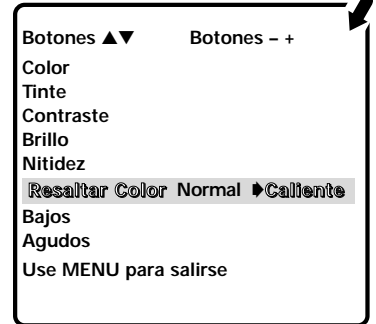 Botones ▲▼ Botones – +
Color
Tinte
Contraste
Brillo
Nitidez
Resaltar Color Normal ➧Caliente
Bajos
Agudos
Use MENU para salirse